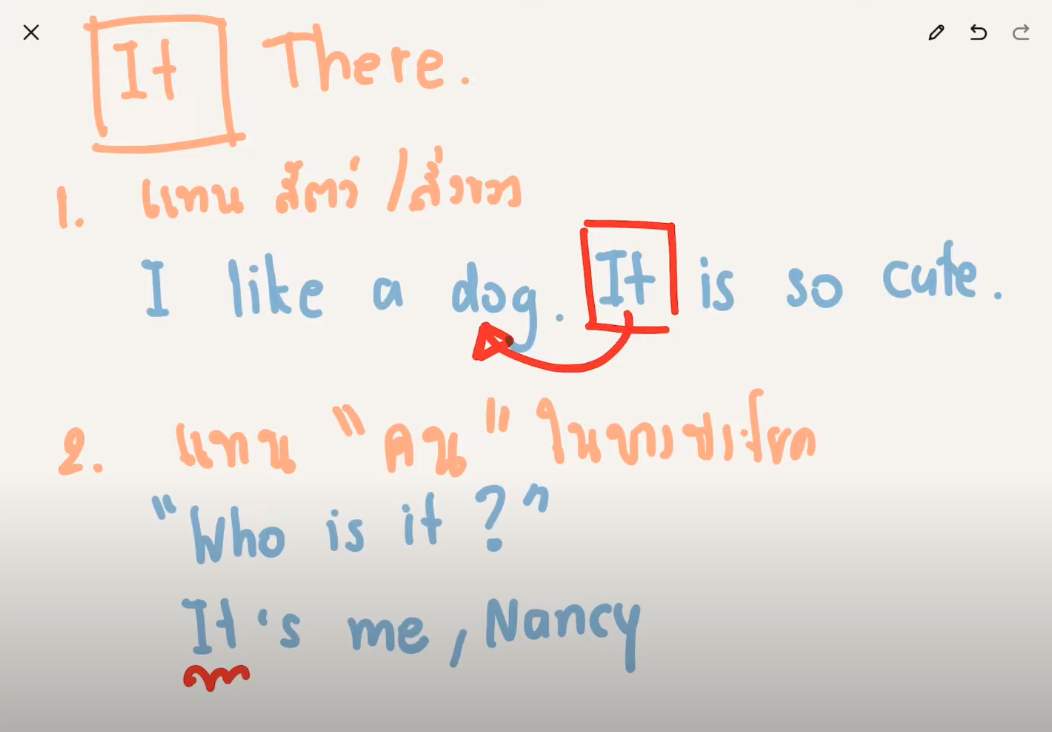 It There.
1. แทน สัตว์ / สิ่งของ
I like a dog. It is so cute.
2. แทน "คน" ในบางประโยค
"Who is it?"
It's me, Nancy